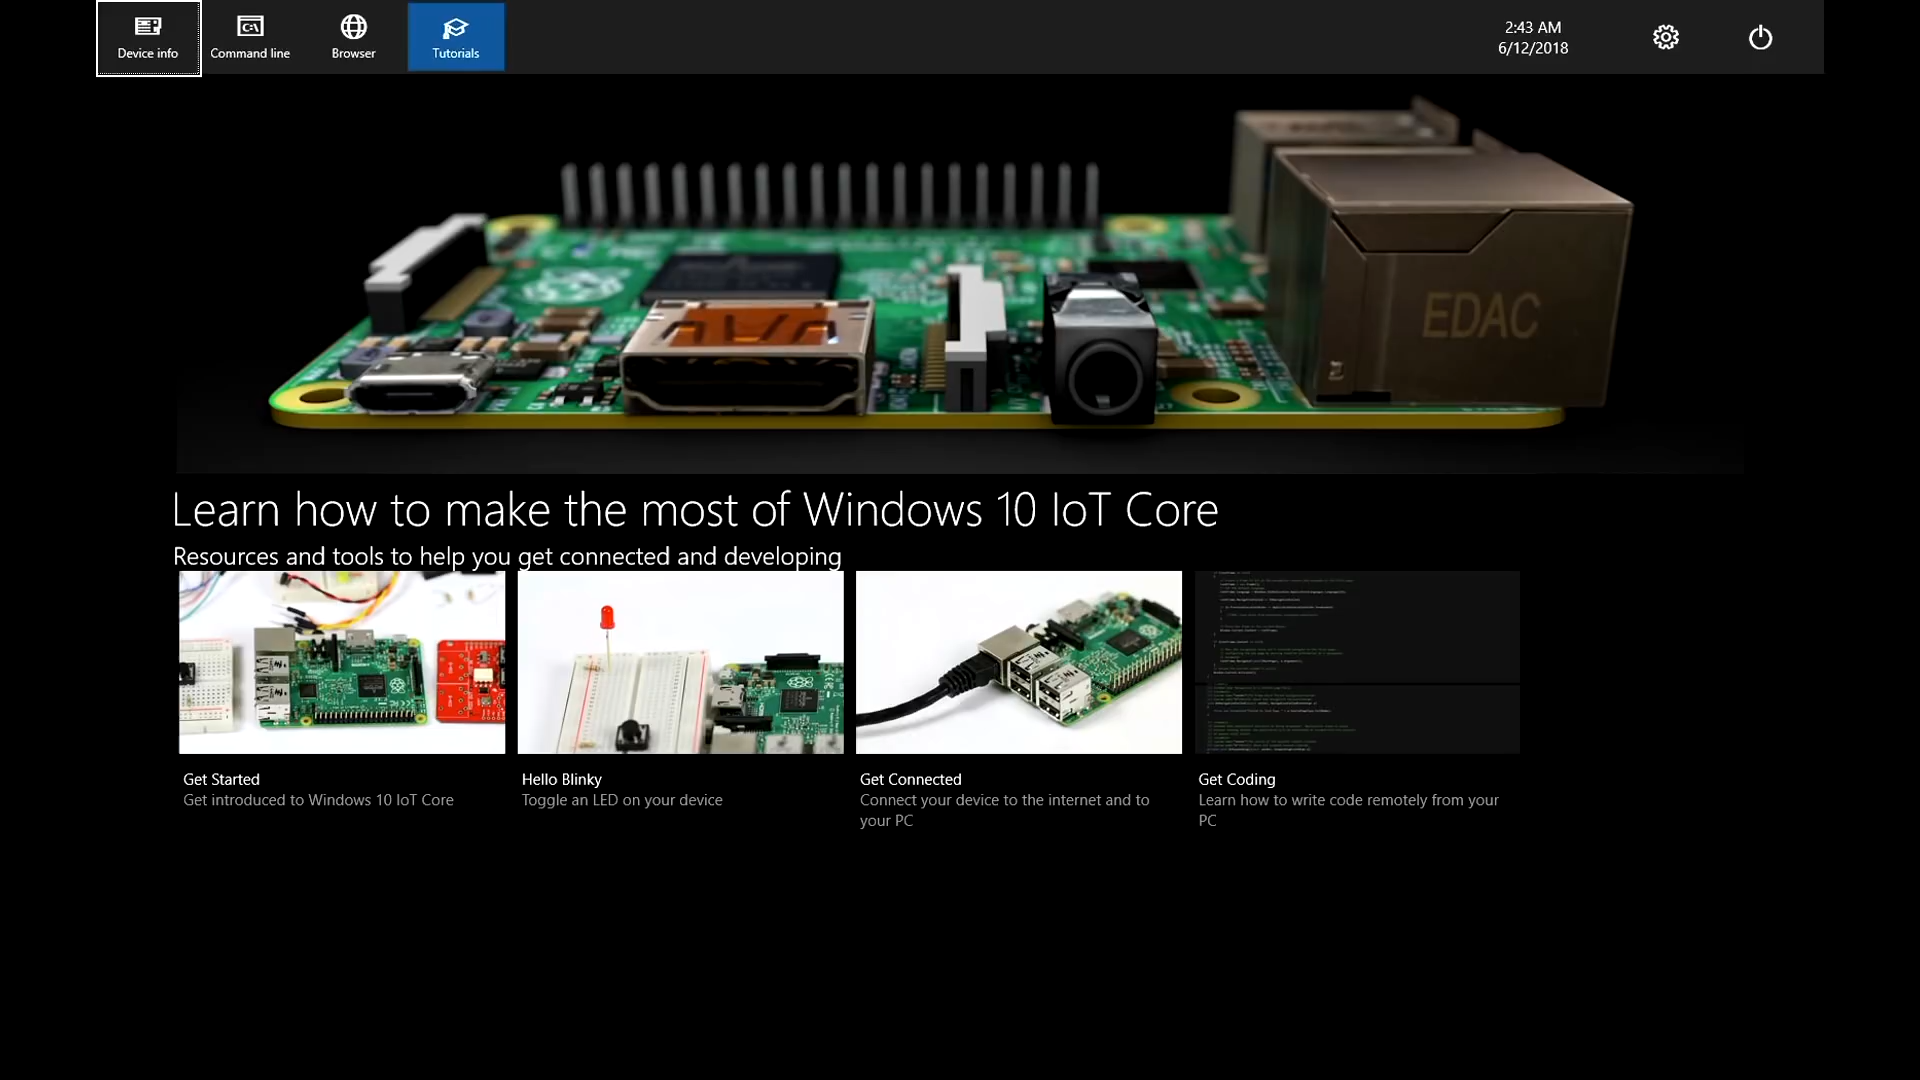 Device info
Command line
Browser
Tutorials
2:43 AM
6/12/2018
EDAC
Learn how to make the most of Windows 10 IoT Core
Resources and tools to help you get connected and developing
Get Started
Get introduced to Windows 10 IoT Core
Hello Blinky
Toggle an LED on your device
Get Connected
Connect your device to the internet and to
your PC
Get Coding
Learn how to write code remotely from your
PC